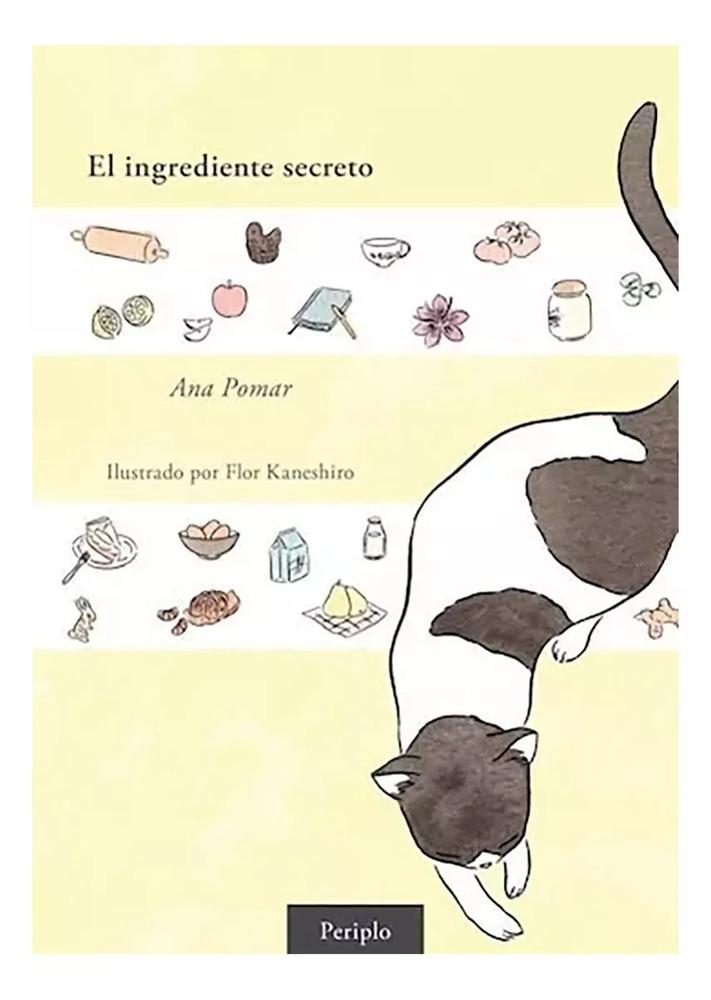 El ingrediente secreto
Ana Pomar
Ilustrado por Flor Kaneshiro
Periplo